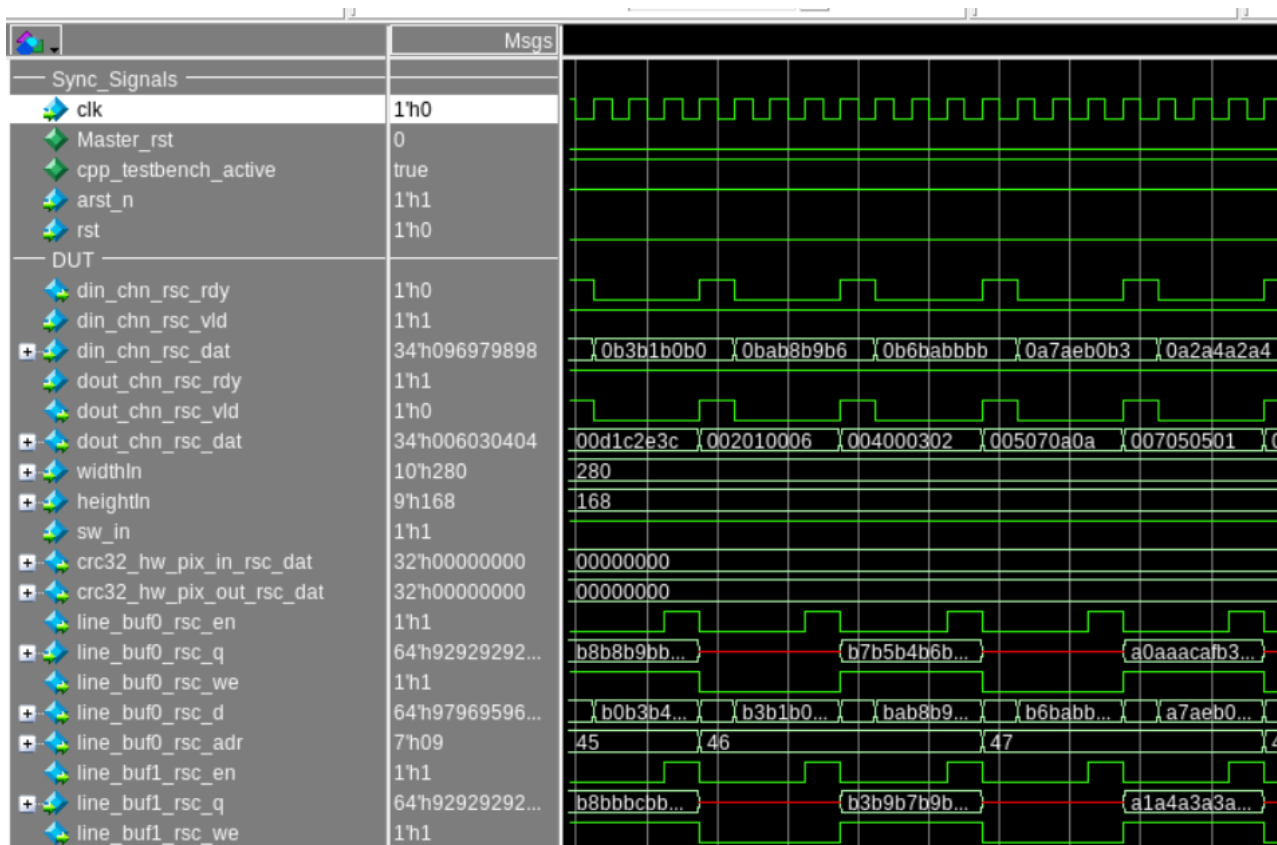 Msgs
Sync_Signals
clk 1'h0
Master_rst 0
cpp_testbench_active true
arst_n 1'h1
rst 1'h0
DUT
din_chn_rsc_rdy 1'h0
din_chn_rsc_vld 1'h1
din_chn_rsc_dat 34'h096979898 0b3b1b0b0 0bab8b9b6 0b6babbbb 0a7aeb0b3 0a2a4a2a4
dout_chn_rsc_rdy 1'h1
dout_chn_rsc_vld 1'h0
dout_chn_rsc_dat 34'h006030404 00d1c2e3c 002010006 004000302 005070a0a 007050501
widthIn 10'h280 280
heightIn 9'h168 168
sw_in 1'h1
crc32_hw_pix_in_rsc_dat 32'h00000000 00000000
crc32_hw_pix_out_rsc_dat 32'h00000000 00000000
line_buf0_rsc_en 1'h1
line_buf0_rsc_q 64'h92929292... b8b8b9bb... b7b5b4b6b... a0aaacafb3...
line_buf0_rsc_we 1'h1
line_buf0_rsc_d 64'h97969596... b0b3b4... b3b1b0... bab8b9... b6babb... a7aeb0...
line_buf0_rsc_adr 7'h09 45 46 47
line_buf1_rsc_en 1'h1
line_buf1_rsc_q 64'h92929292... b8bbbcbb... b3b9b7b9b... a1a4a3a3a...
line_buf1_rsc_we 1'h1